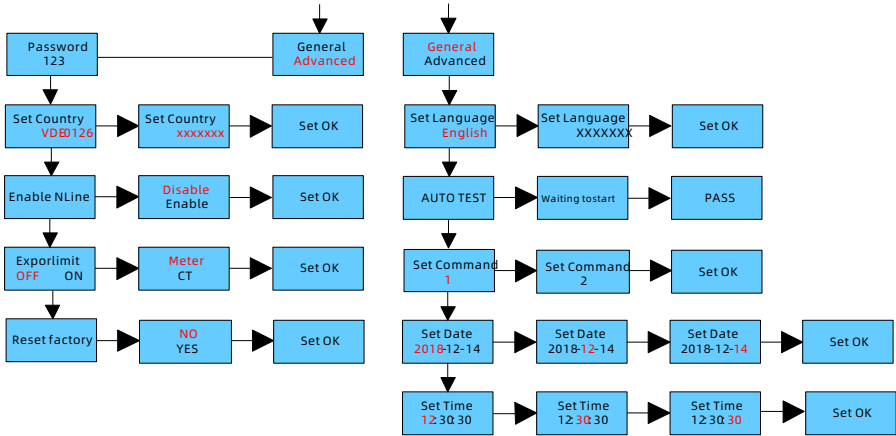 Password
123
General
Advanced
Set Country
VDE0126
Set Country
xxxxxxx
Set OK
Enable NLine
Disable
Enable
Set OK
Exporlimit
OFF ON
Meter
CT
Set OK
Reset factory
NO
YES
Set OK
General
Advanced
Set Language
English
Set Language
XXXXXXX
Set OK
AUTO TEST
Waiting tostart
PASS
Set Command
1
Set Command
2
Set OK
Set Date
2018-12-14
Set Date
2018-12-14
Set Date
2018-12-14
Set OK
Set Time
12:30:30
Set Time
12:30:30
Set Time
12:30:30
Set OK